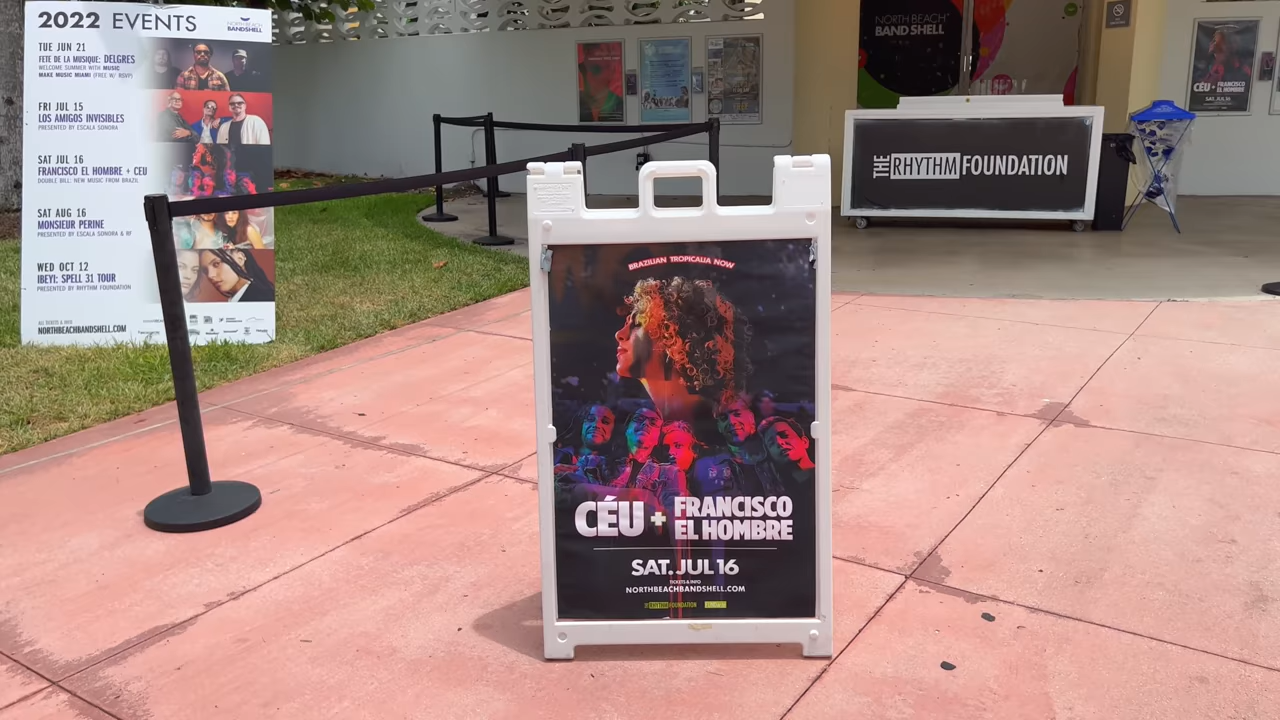 2022 EVENTS
NORTH BEACH
BANDSHELL
TUE JUN 21
FETE DE LA MUSIQUE: DELGRES
WELCOME SUMMER WITH MUSIC
MAKE MUSIC MIAMI (FREE W/ RSVP)
FRI JUL 15
LOS AMIGOS INVISIBLES
PRESENTED BY ESCALA SONORA
SAT JUL 16
FRANCISCO EL HOMBRE + CEU
DOUBLE BILL: NEW MUSIC FROM BRAZIL
SAT AUG 16
MONSIEUR PERINE
PRESENTED BY ESCALA SONORA & RF
WED OCT 12
IBEYI: SPELL 31 TOUR
PRESENTED BY RHYTHM FOUNDATION
ALL TICKETS & INFO
NORTHBEACHBANDSHELL.COM
NORTH BEACH
BANDSHELL
THE RHYTHM FOUNDATION
CÉU + FRANCISCO
EL HOMBRE
SAT. JUL 16
BRAZILIAN TROPICALIA NOW
CÉU + FRANCISCO
EL HOMBRE
SAT. JUL 16
TICKETS & INFO
NORTHBEACHBANDSHELL.COM
RHYTHM FOUNDATION